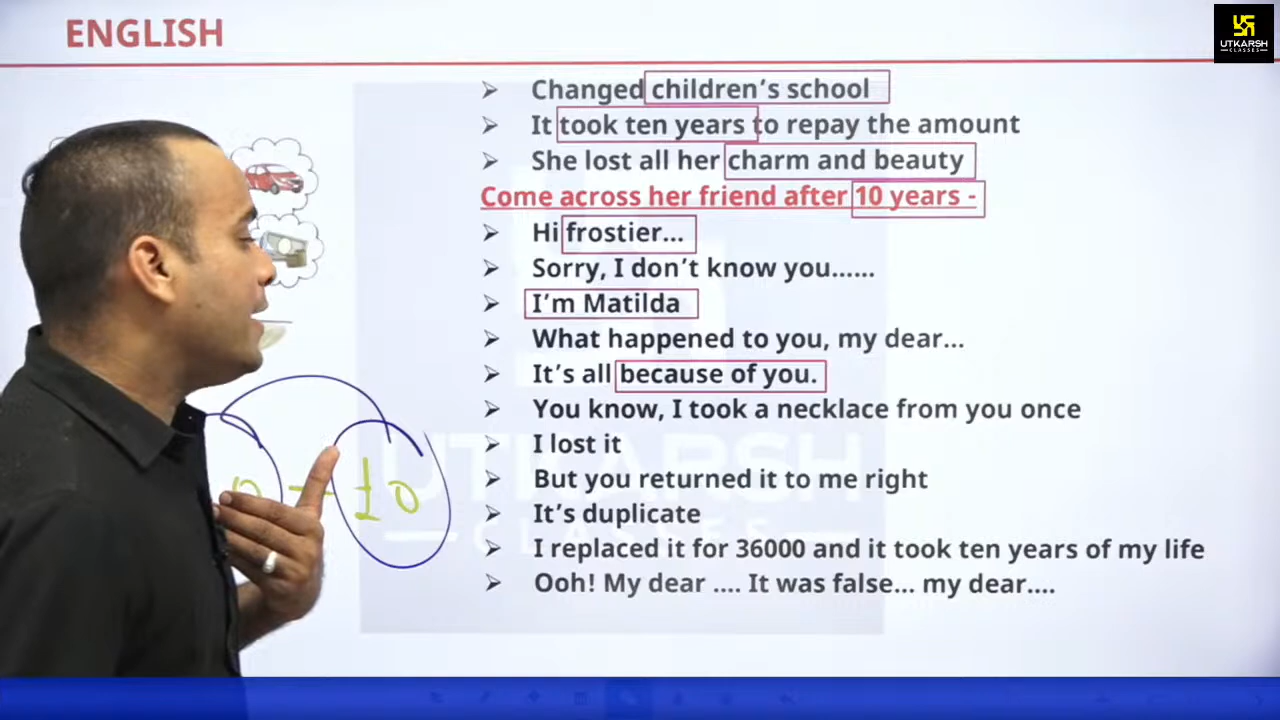 ENGLISH
UTKARSH
CLASSES
➢ Changed children's school
➢ It took ten years to repay the amount
➢ She lost all her charm and beauty
Come across her friend after 10 years -
➢ Hi frostier...
➢ Sorry, I don't know you......
➢ I'm Matilda
➢ What happened to you, my dear...
➢ It's all because of you.
➢ You know, I took a necklace from you once
➢ I lost it
➢ But you returned it to me right
➢ It's duplicate
➢ I replaced it for 36000 and it took ten years of my life
➢ Ooh! My dear .... It was false... my dear....
10
UTKARSH
CLASSES